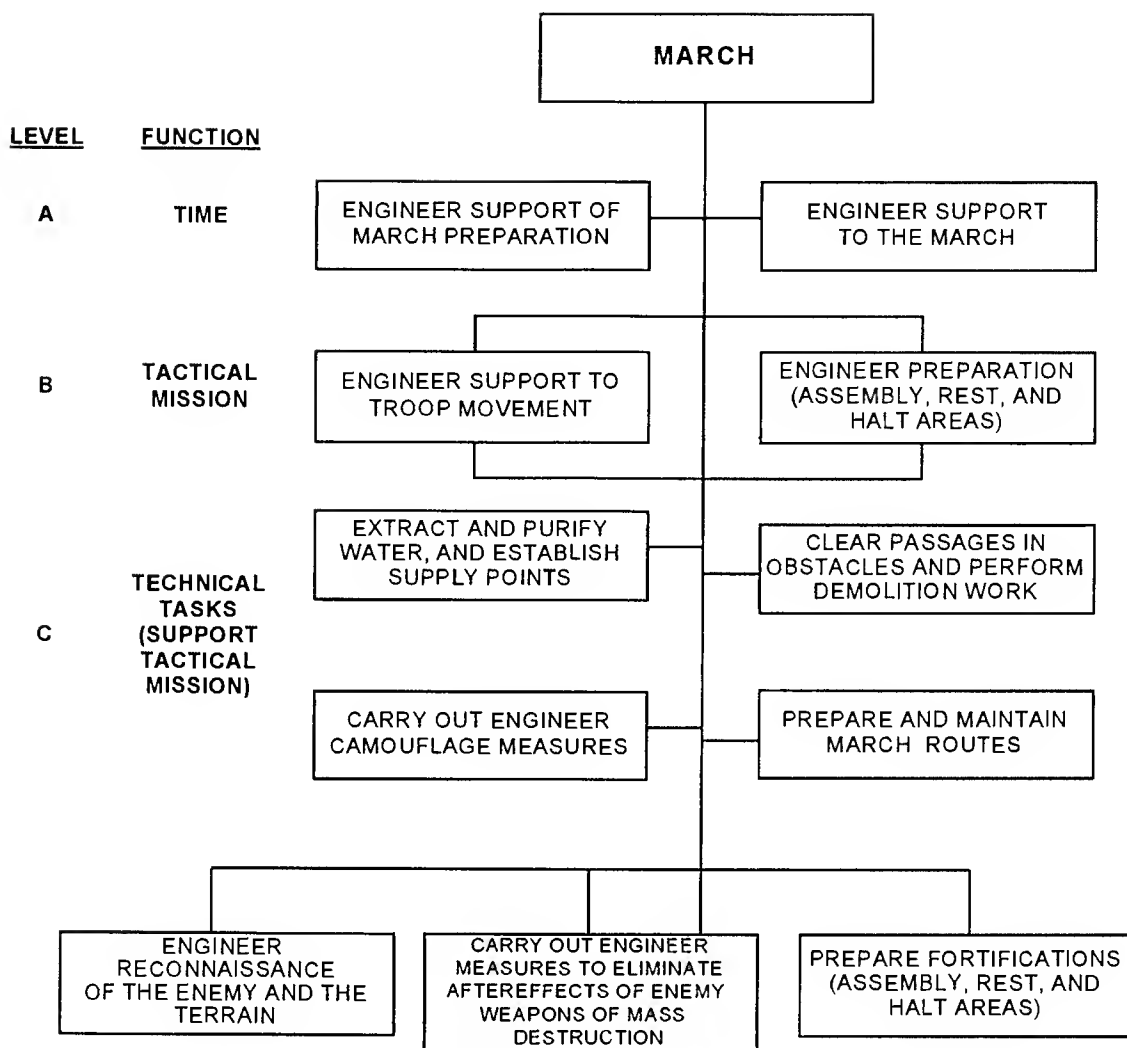 MARCH
LEVEL FUNCTION
A TIME
ENGINEER SUPPORT OF
MARCH PREPARATION
ENGINEER SUPPORT
TO THE MARCH
B
TACTICAL
MISSION
ENGINEER SUPPORT TO
TROOP MOVEMENT
ENGINEER PREPARATION
(ASSEMBLY, REST, AND
HALT AREAS)
C
TECHNICAL
TASKS
(SUPPORT
TACTICAL
MISSION)
EXTRACT AND PURIFY
WATER, AND ESTABLISH
SUPPLY POINTS
CLEAR PASSAGES IN
OBSTACLES AND PERFORM
DEMOLITION WORK
CARRY OUT ENGINEER
CAMOUFLAGE MEASURES
PREPARE AND MAINTAIN
MARCH ROUTES
ENGINEER
RECONNAISSANCE
OF THE ENEMY AND THE
TERRAIN
CARRY OUT ENGINEER
MEASURES TO ELIMINATE
AFTEREFFECTS OF ENEMY
WEAPONS OF MASS
DESTRUCTION
PREPARE FORTIFICATIONS
(ASSEMBLY, REST, AND
HALT AREAS)